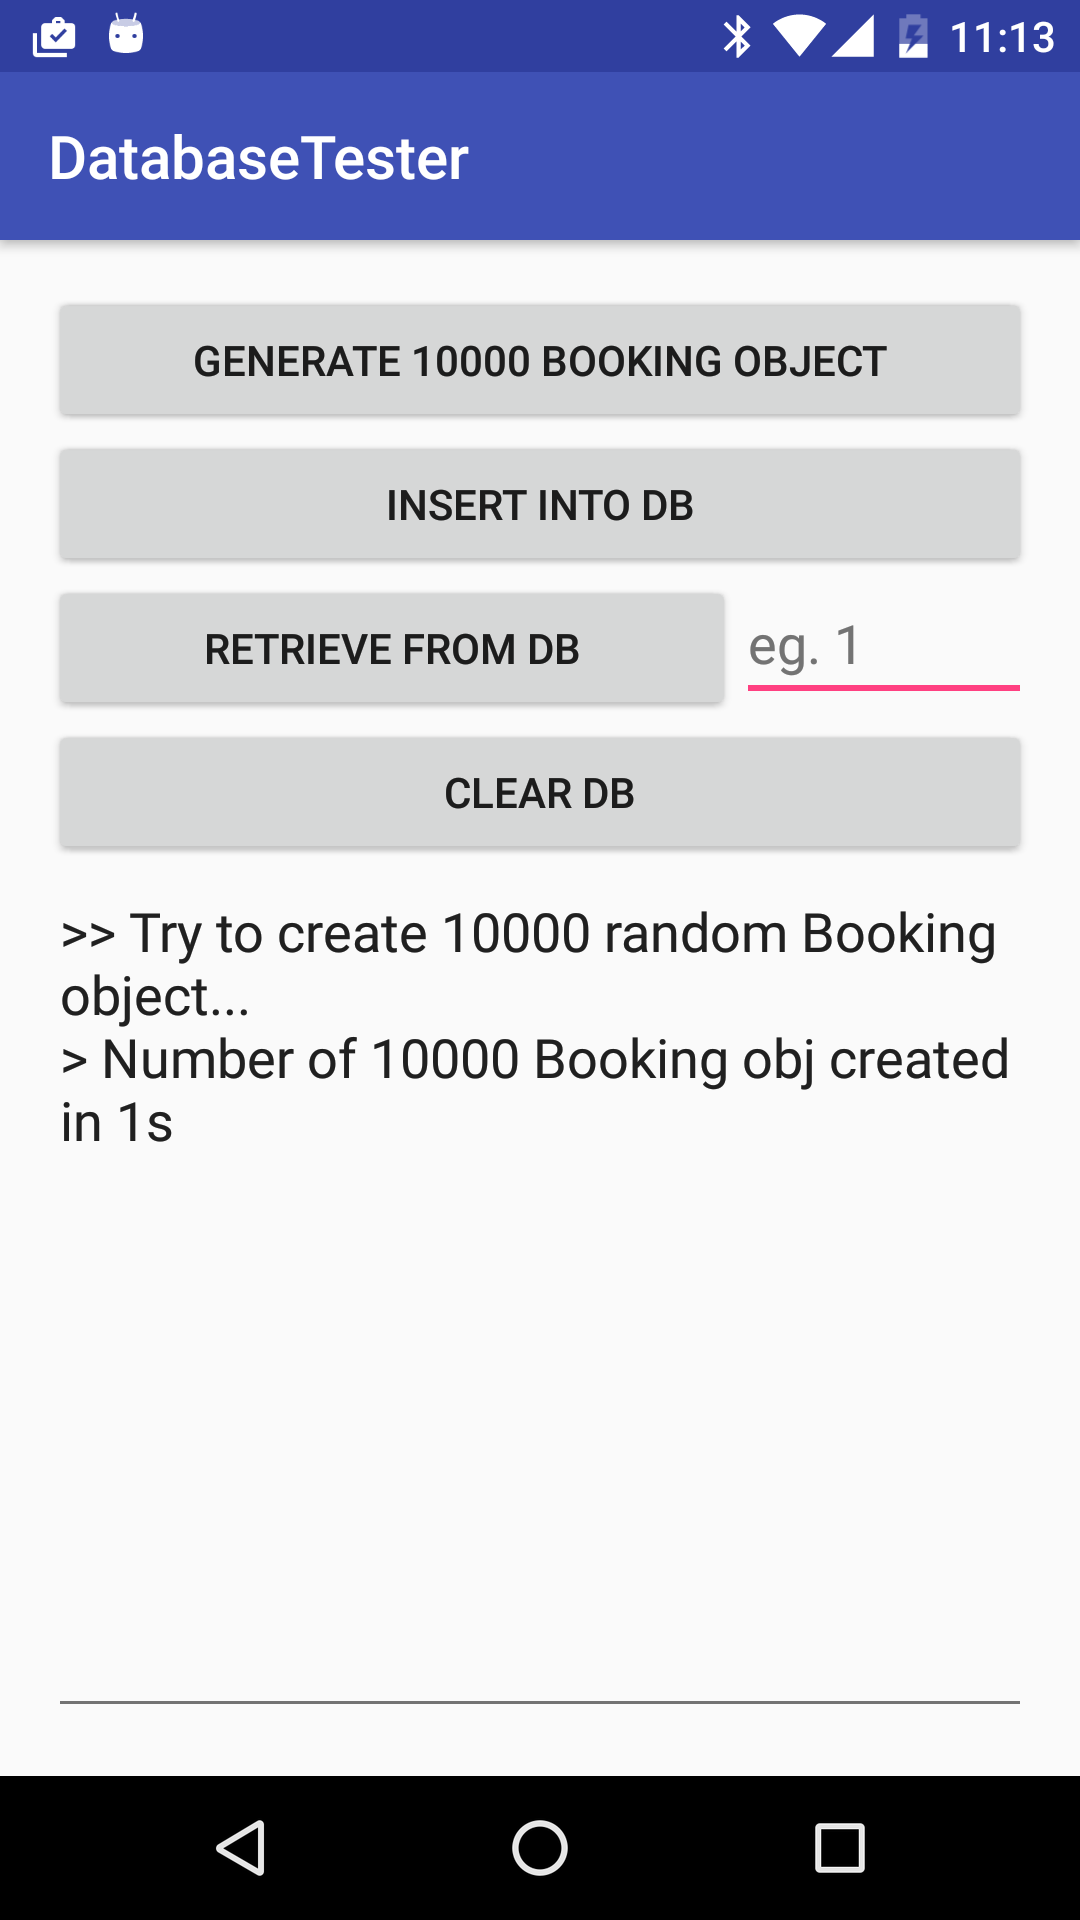 11:13
DatabaseTester
GENERATE 10000 BOOKING OBJECT
INSERT INTO DB
RETRIEVE FROM DB
eg. 1
CLEAR DB
>> Try to create 10000 random Booking
object...
> Number of 10000 Booking obj created
in 1s